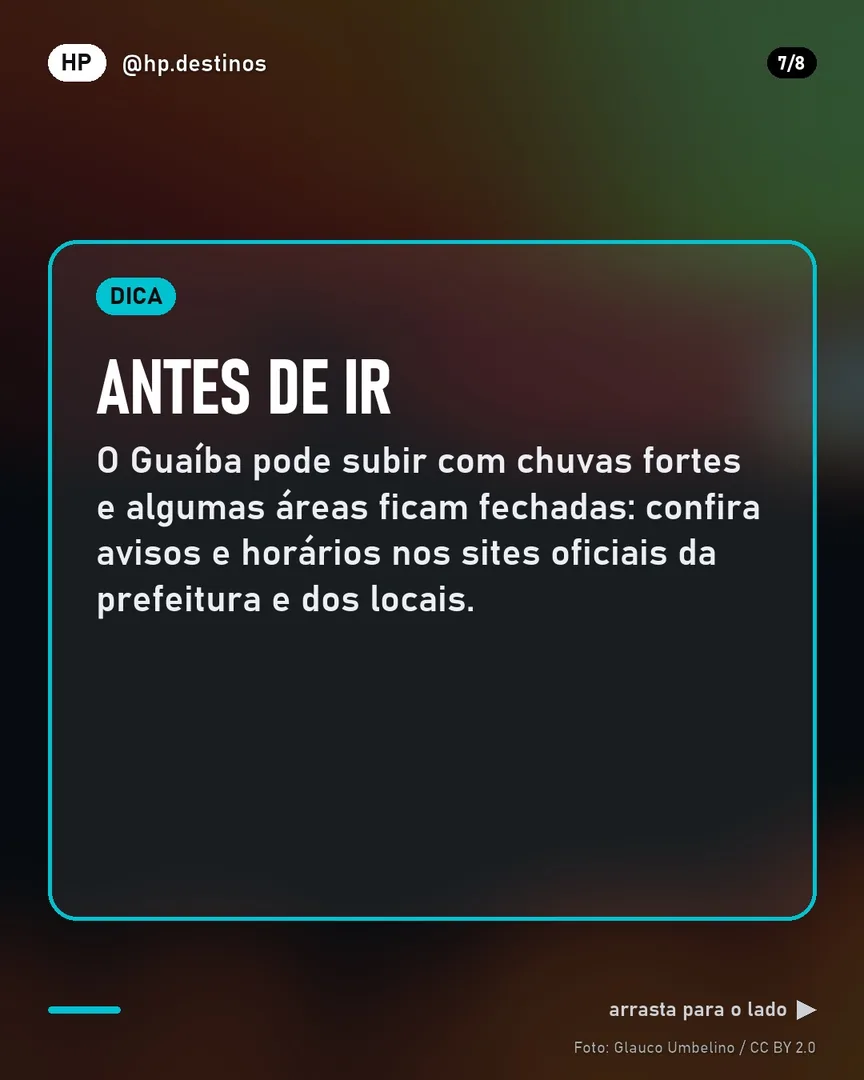 HP @hp.destinos 7/8
DICA
ANTES DE IR
O Guaíba pode subir com chuvas fortes
e algumas áreas ficam fechadas: confira
avisos e horários nos sites oficiais da
prefeitura e dos locais.
arrasta para o lado ▶
Foto: Glauco Umbelino / CC BY 2.0